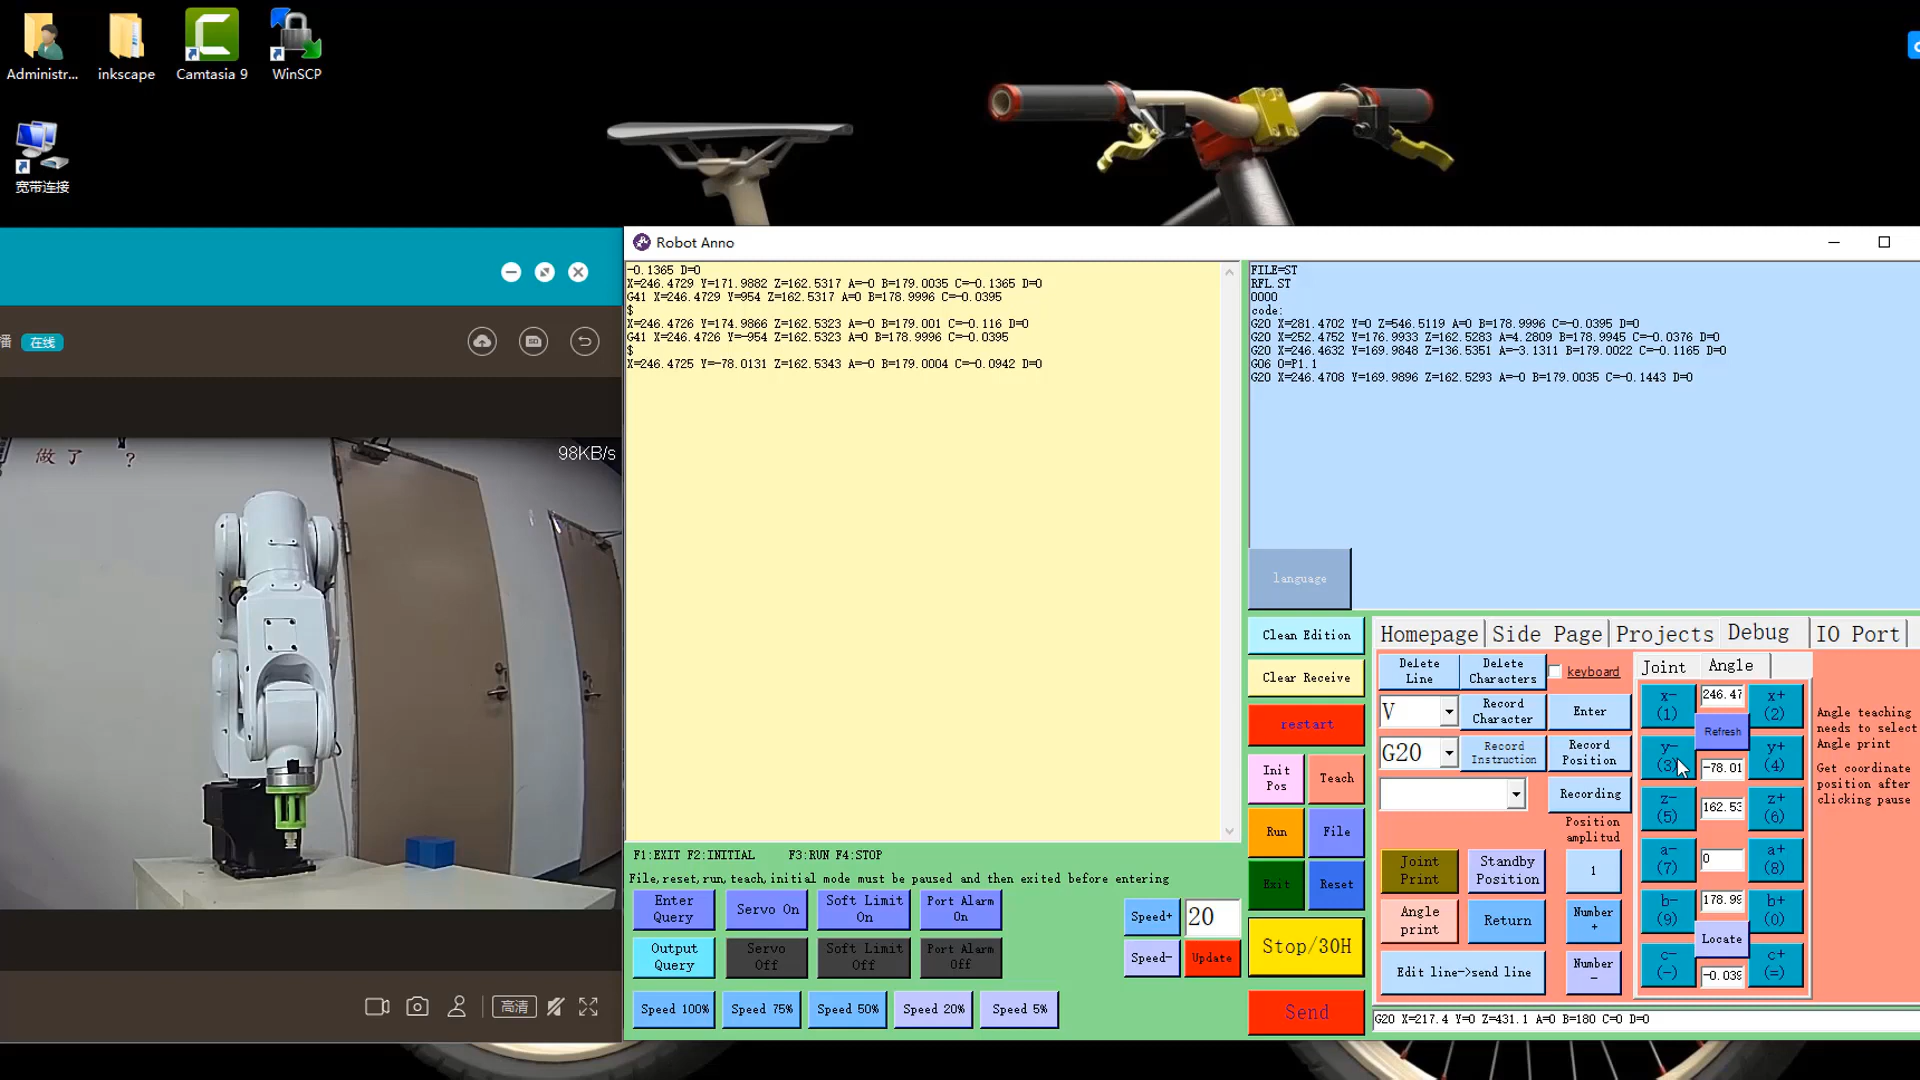 Administr...
inkscape
Camtasia 9
WinSCP
宽带连接
播
在线
做了
?
98KB/s
高清
Robot Anno
-0.1365 D=0
X=246.4729 Y=171.9882 Z=162.5317 A=-0 B=179.0035 C=-0.1365 D=0
G41 X=246.4729 Y=954 Z=162.5317 A=0 B=178.9996 C=-0.0395
$
X=246.4726 Y=174.9866 Z=162.5323 A=-0 B=179.001 C=-0.116 D=0
G41 X=246.4726 Y=-954 Z=162.5323 A=0 B=178.9996 C=-0.0395
$
X=246.4725 Y=-78.0131 Z=162.5343 A=-0 B=179.0004 C=-0.0942 D=0
FILE=ST
RFL.ST
0000
code:
G20 X=281.4702 Y=0 Z=546.5119 A=0 B=178.9996 C=-0.0395 D=0
G20 X=252.4752 Y=176.9933 Z=162.5283 A=4.2809 B=178.9945 C=-0.0376 D=0
G20 X=246.4632 Y=169.9848 Z=136.5351 A=-3.1311 B=179.0022 C=-0.1165 D=0
G06 O=P1.1
G20 X=246.4708 Y=169.9896 Z=162.5293 A=-0 B=179.0035 C=-0.1443 D=0
language
F1:EXIT F2:INITIAL F3:RUN F4:STOP
File,reset,run,teach,initial mode must be paused and then exited before entering
Enter Query
Servo On
Soft Limit On
Port Alarm On
Output Query
Servo Off
Soft Limit Off
Port Alarm Off
Speed+
20
Speed-
Update
Speed 100%
Speed 75%
Speed 50%
Speed 20%
Speed 5%
Clean Edition
Clear Receive
restart
Init Pos
Teach
Run
File
Exit
Reset
Stop/30H
Send
Homepage
Side Page
Projects
Debug
IO Port
Delete Line
Delete Characters
keyboard
V
Record Character
Enter
G20
Record Instruction
Record Position
Recording
Position amplitud
Joint Print
Standby Position
1
Angle print
Return
Number +
Edit line->send line
Number -
Joint
Angle
x- (1)
246.47
x+ (2)
Refresh
y- (3)
-78.01
y+ (4)
z- (5)
162.53
z+ (6)
a- (7)
0
a+ (8)
b- (9)
178.99
b+ (0)
Locate
c- (-)
-0.039
c+ (=)
Angle teaching
needs to select
Angle print
Get coordinate
position after
clicking pause
G20 X=217.4 Y=0 Z=431.1 A=0 B=180 C=0 D=0